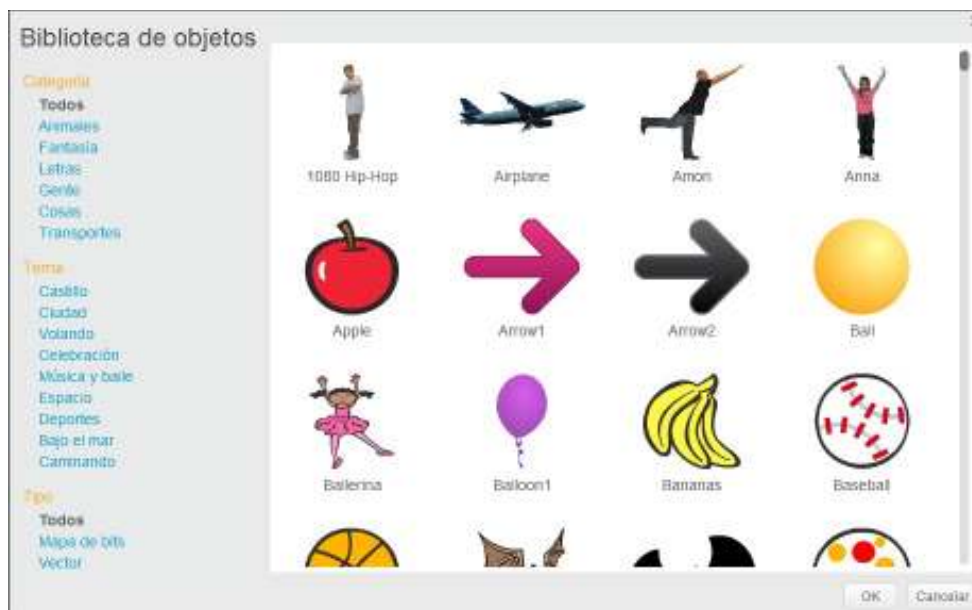 Biblioteca de objetos
Categoría
Todos
Animales
Fantasía
Letras
Gente
Cosas
Transportes
Tema
Castillo
Ciudad
Volando
Celebración
Música y baile
Espacio
Deportes
Bajo el mar
Caminando
Tipo
Todos
Mapa de bits
Vector
1080 Hip-Hop Airplane Amon Anna
Apple Arrow1 Arrow2 Ball
Ballerina Balloon1 Bananas Baseball
OK Cancelar